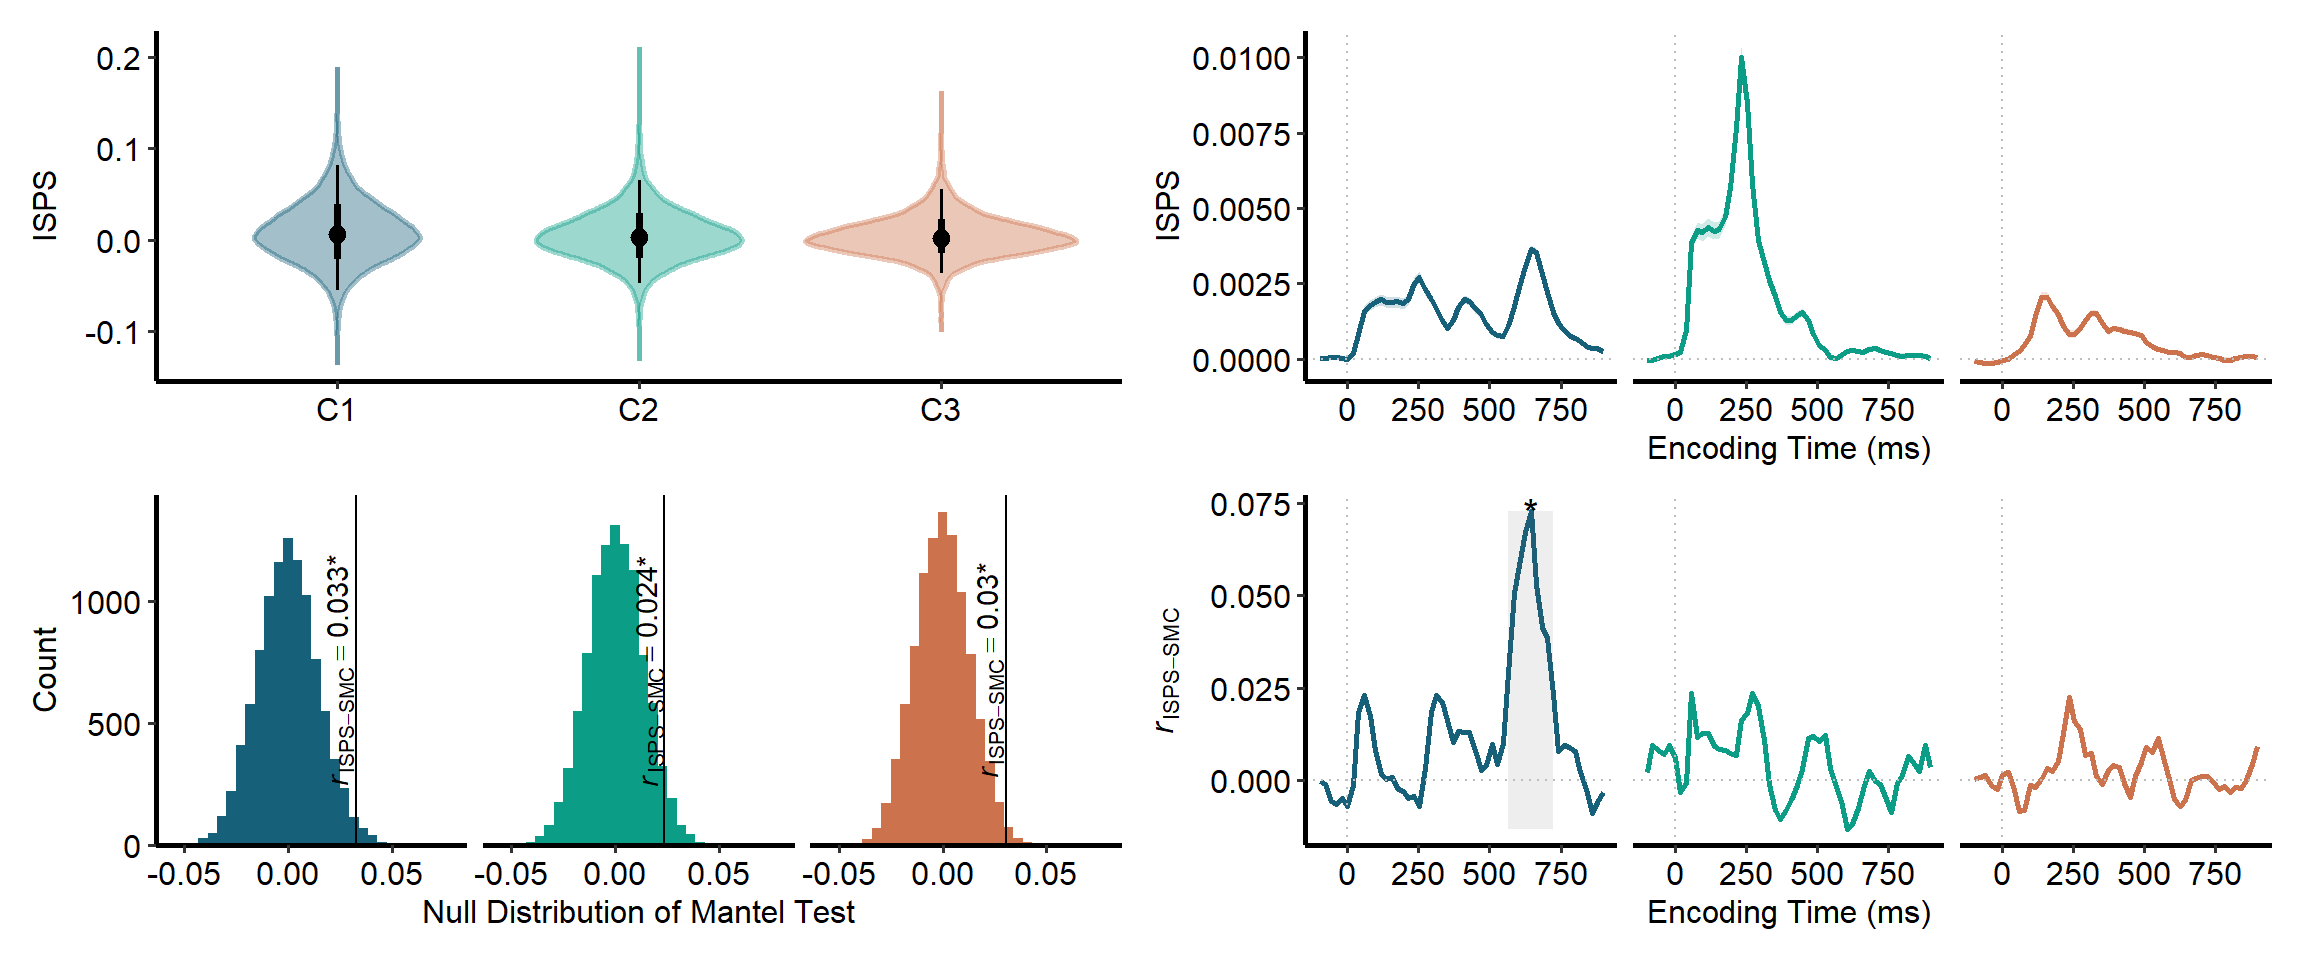 0.2
0.1
0.0
-0.1
ISPS
C1 C2 C3
0.0100
0.0075
0.0050
0.0025
0.0000
ISPS
0 250 500 750 0 250 500 750 0 250 500 750
Encoding Time (ms)
1000
500
0
Count
r ISPS−SMC = 0.033*
r ISPS−SMC = 0.024*
r ISPS−SMC = 0.03*
-0.05 0.00 0.05 -0.05 0.00 0.05 -0.05 0.00 0.05
Null Distribution of Mantel Test
0.075
0.050
0.025
0.000
r ISPS−SMC
*
0 250 500 750 0 250 500 750 0 250 500 750
Encoding Time (ms)